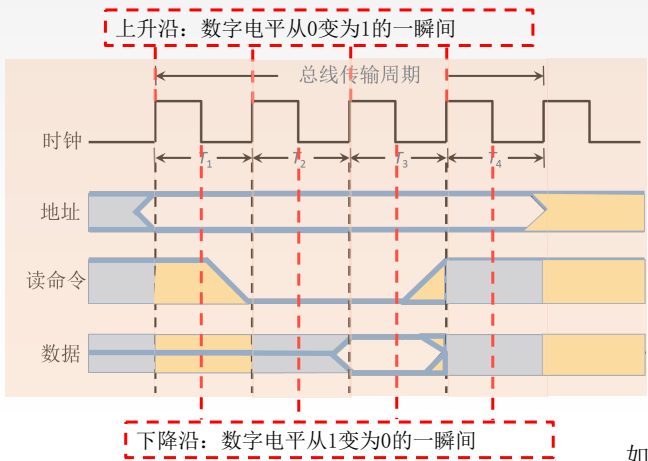 上升沿：数字电平从0变为1的一瞬间
总线传输周期
时钟
T1 T2 T3 T4
地址
读命令
数据
下降沿：数字电平从1变为0的一瞬间
如